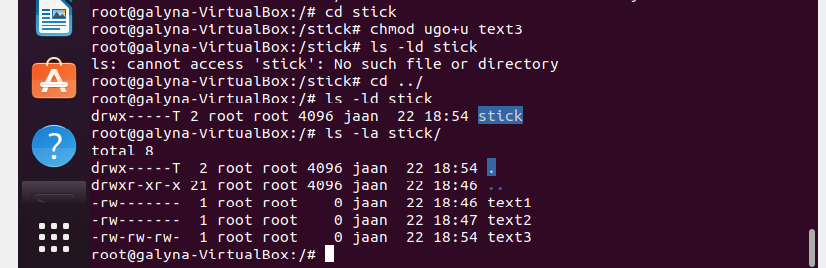 root@galyna-VirtualBox:/# cd stick
root@galyna-VirtualBox:/stick# chmod ugo+u text3
root@galyna-VirtualBox:/stick# ls -ld stick
ls: cannot access 'stick': No such file or directory
root@galyna-VirtualBox:/stick# cd ../
root@galyna-VirtualBox:/# ls -ld stick
drwx-----T 2 root root 4096 jaan  22 18:54 stick
root@galyna-VirtualBox:/# ls -la stick/
total 8
drwx-----T  2 root root 4096 jaan  22 18:54 .
drwxr-xr-x 21 root root 4096 jaan  22 18:46 ..
-rw-------  1 root root    0 jaan  22 18:46 text1
-rw-------  1 root root    0 jaan  22 18:47 text2
-rw-rw-rw-  1 root root    0 jaan  22 18:54 text3
root@galyna-VirtualBox:/#